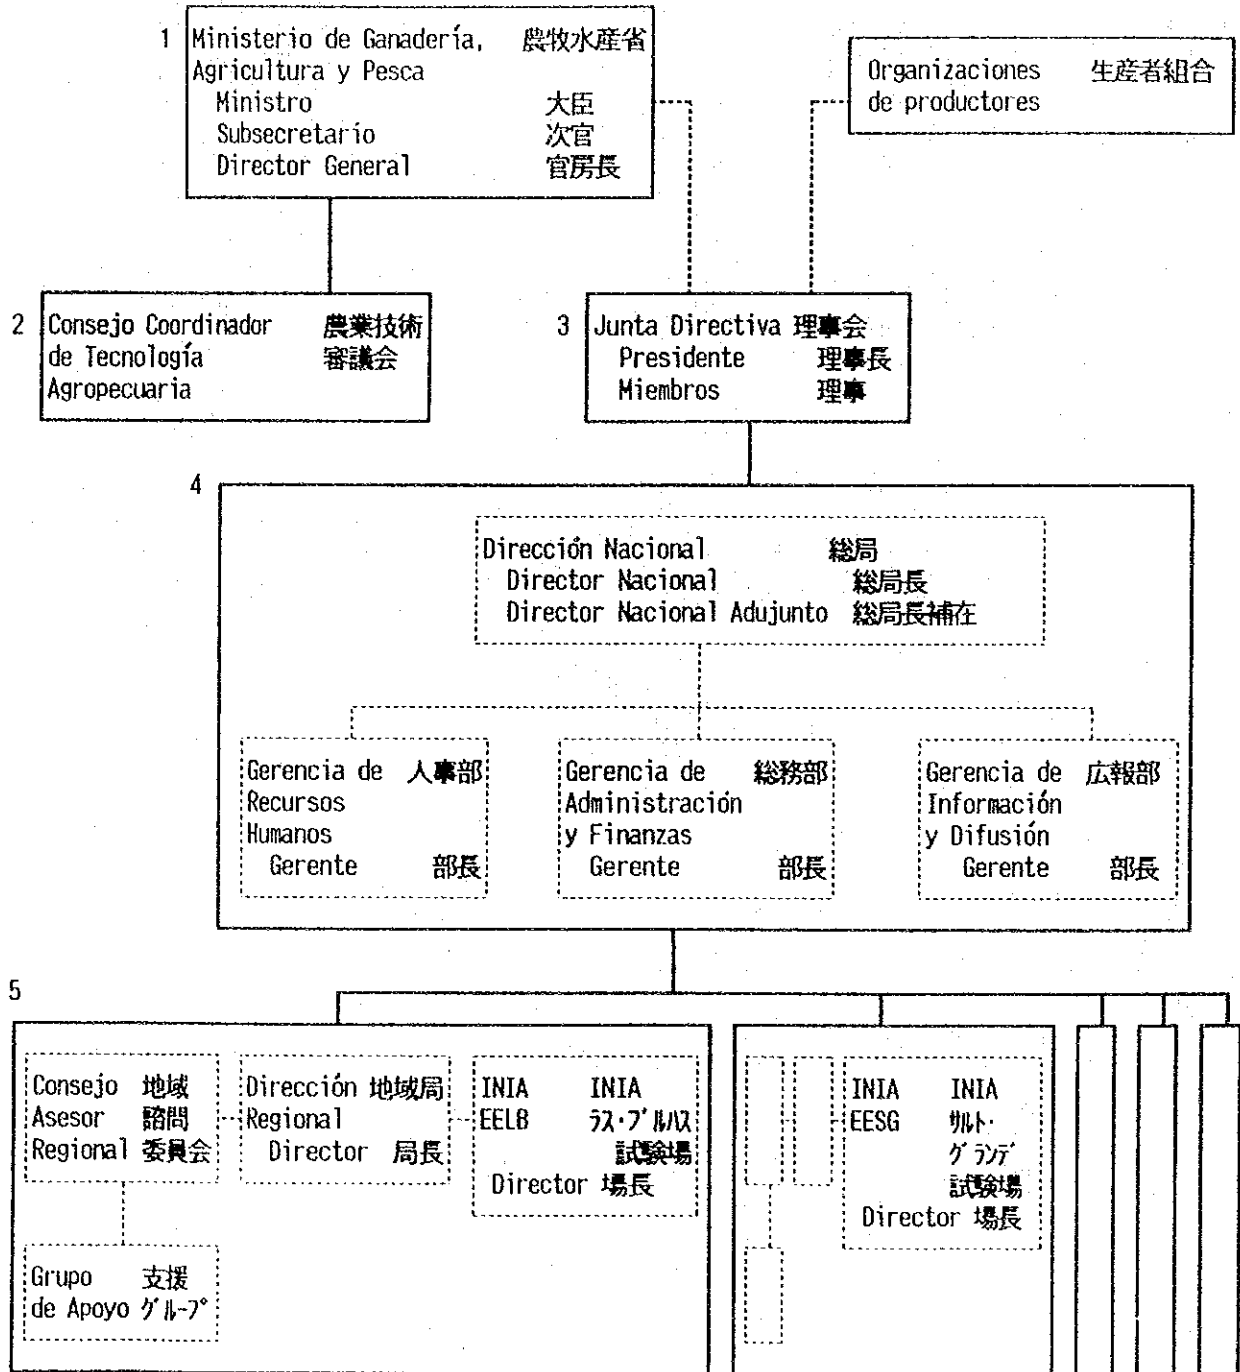 1 Ministerio de Ganadería, 農牧水産省
Agricultura y Pesca
Ministro 大臣
Subsecretario 次官
Director General 官房長
Organizaciones 生産者組合
de productores
2 Consejo Coordinador 農業技術
de Tecnología 審議会
Agropecuaria
3 Junta Directiva 理事会
Presidente 理事長
Miembros 理事
4
Dirección Nacional 総局
Director Nacional 総局長
Director Nacional Adujunto 総局長補在
Gerencia de 人事部
Recursos
Humanos
Gerente 部長
Gerencia de 総務部
Administración
y Finanzas
Gerente 部長
Gerencia de 広報部
Información
y Difusión
Gerente 部長
5
Consejo 地域
Asesor 諮問
Regional 委員会
Dirección 地域局
Regional
Director 局長
INIA INIA
EELB ラス・ブルハス
試験場
Director 場長
Grupo 支援
de Apoyo グループ
INIA INIA
EESG サルト・
グランデ
試験場
Director 場長